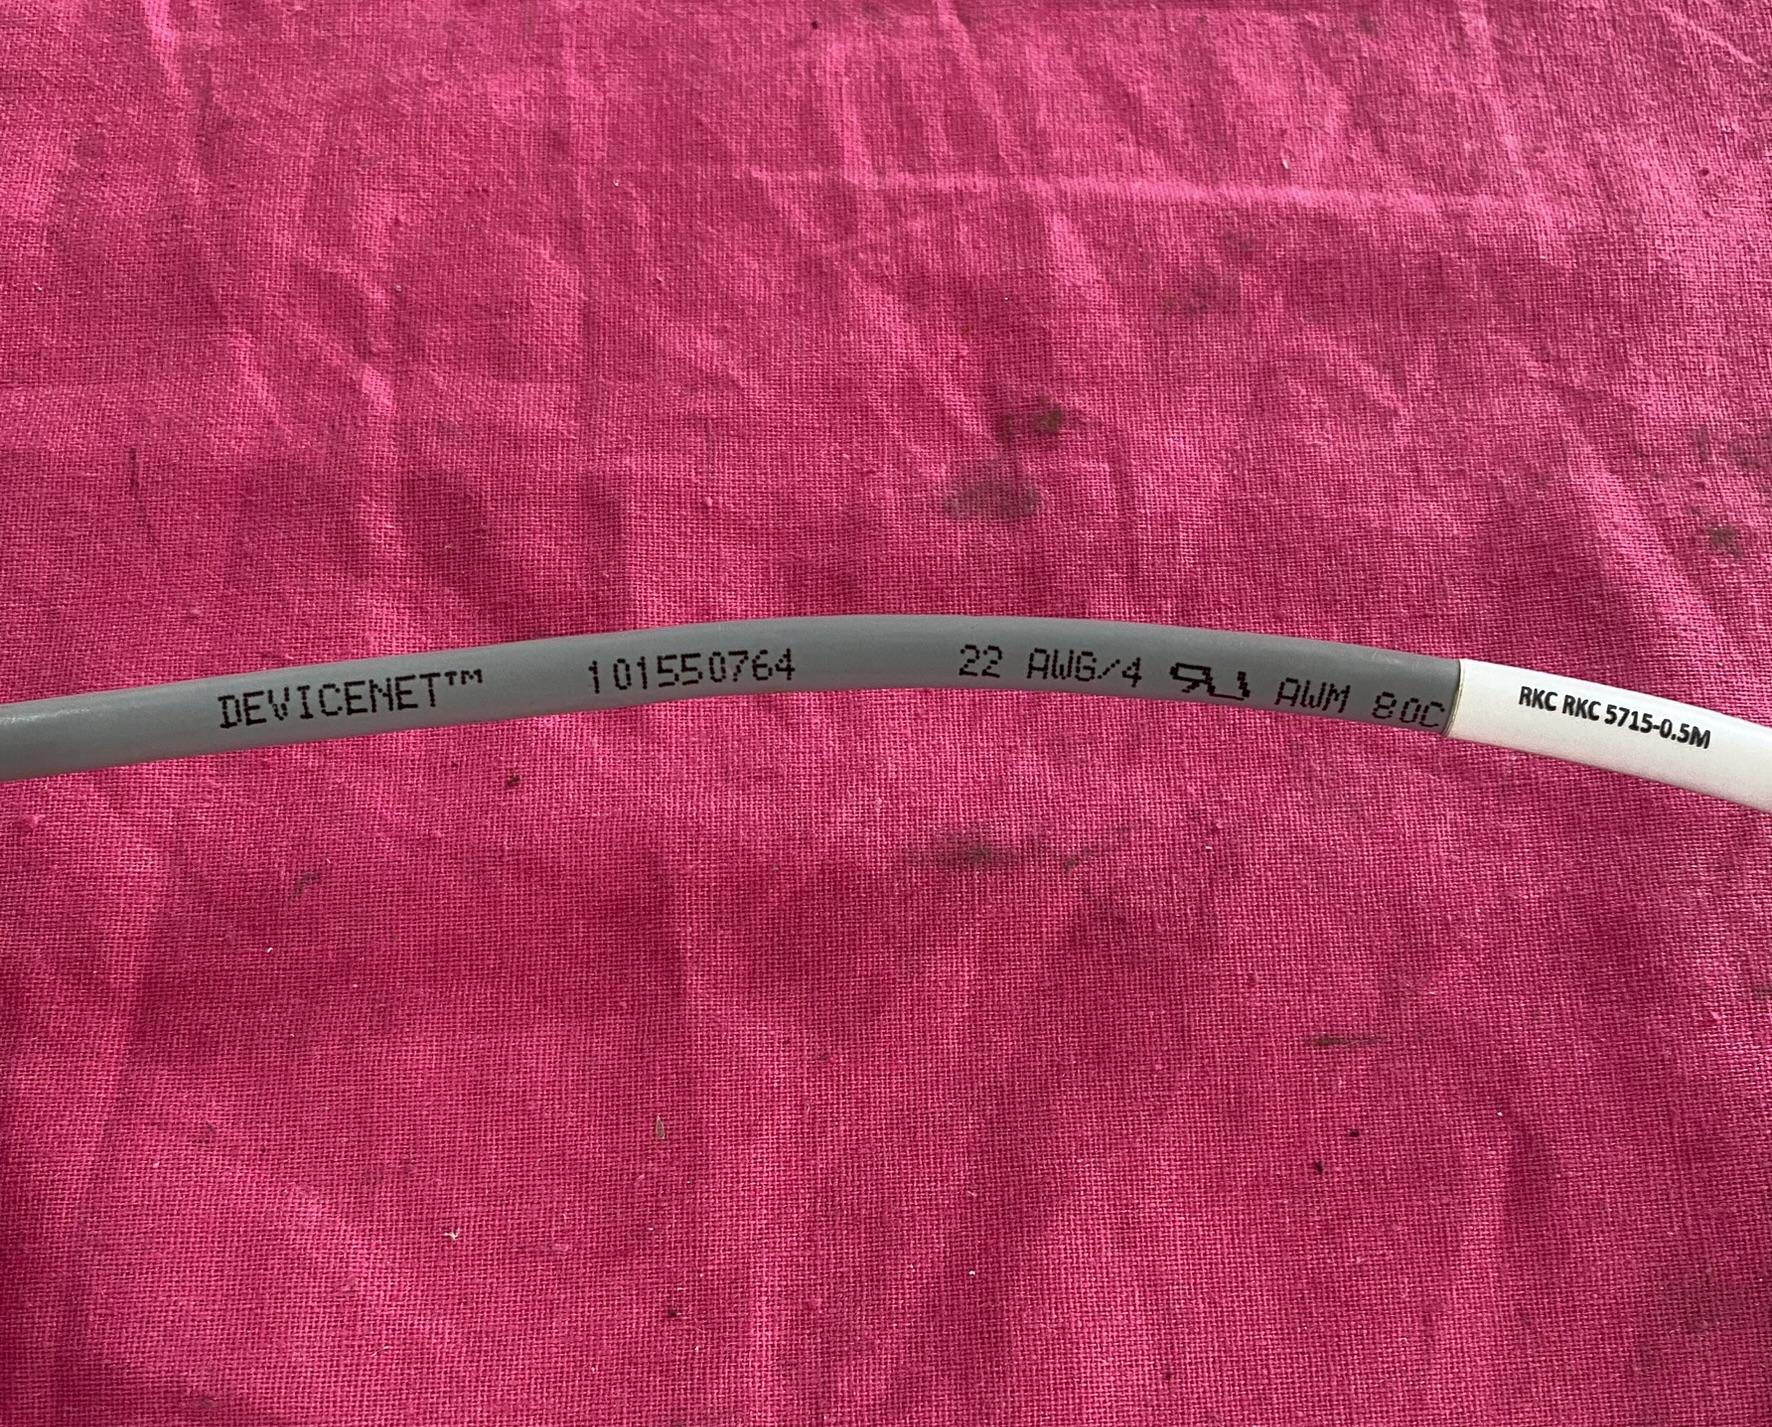 DEVICENET™ 101550764 22 AWG/4 AWM 80C
RKC RKC 5715-0.5M